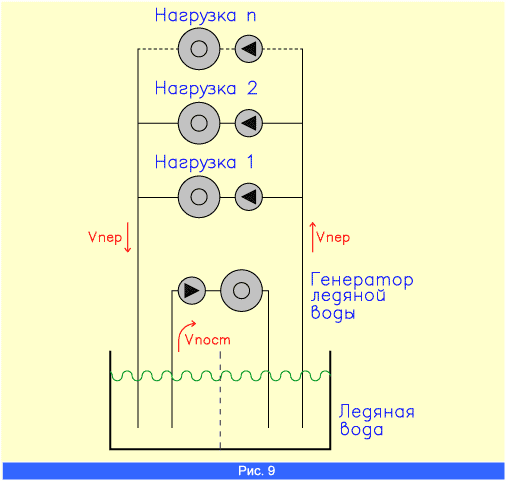 Нагрузка n
Нагрузка 2
Нагрузка 1
Vпер
Vпер
Генератор
ледяной
воды
Vпост
Ледяная
вода
Рис. 9